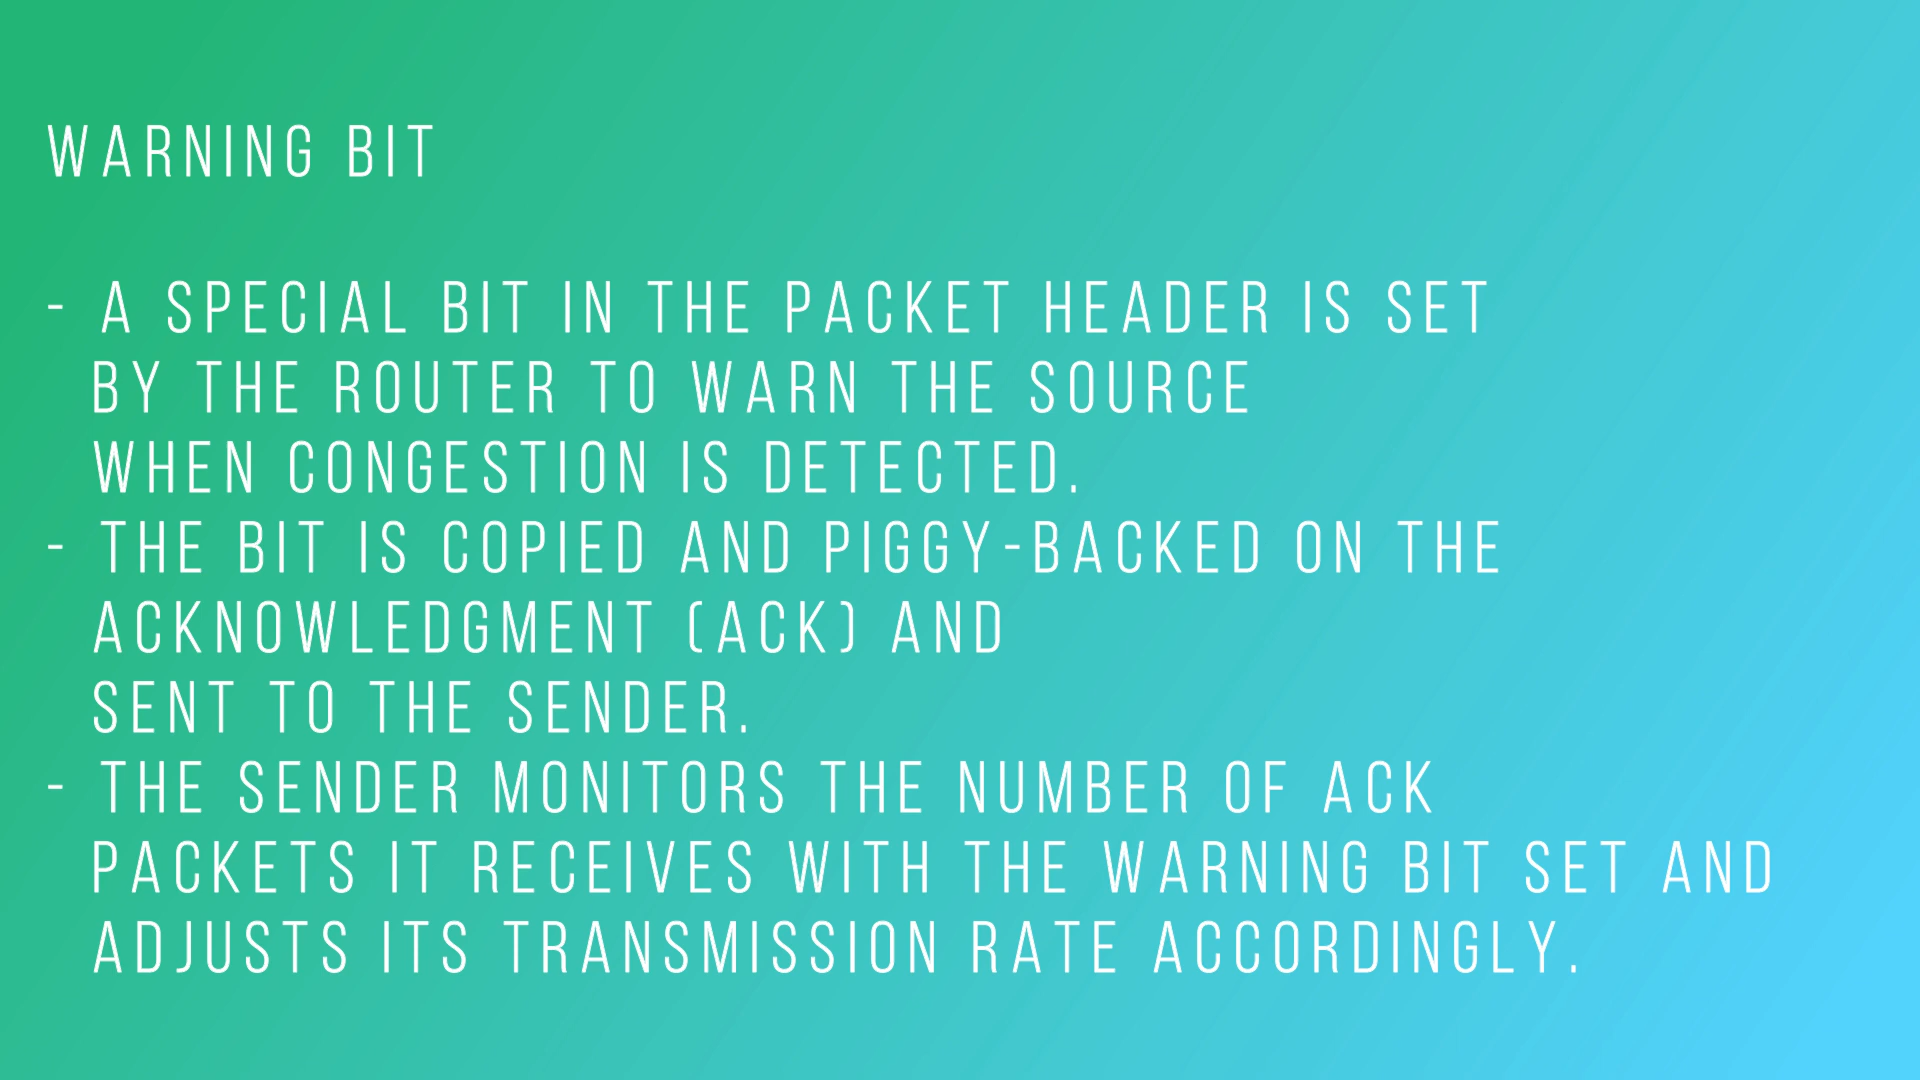 WARNING BIT
- A SPECIAL BIT IN THE PACKET HEADER IS SET
BY THE ROUTER TO WARN THE SOURCE
WHEN CONGESTION IS DETECTED.
- THE BIT IS COPIED AND PIGGY-BACKED ON THE
ACKNOWLEDGMENT (ACK) AND
SENT TO THE SENDER.
- THE SENDER MONITORS THE NUMBER OF ACK
PACKETS IT RECEIVES WITH THE WARNING BIT SET AND
ADJUSTS ITS TRANSMISSION RATE ACCORDINGLY.